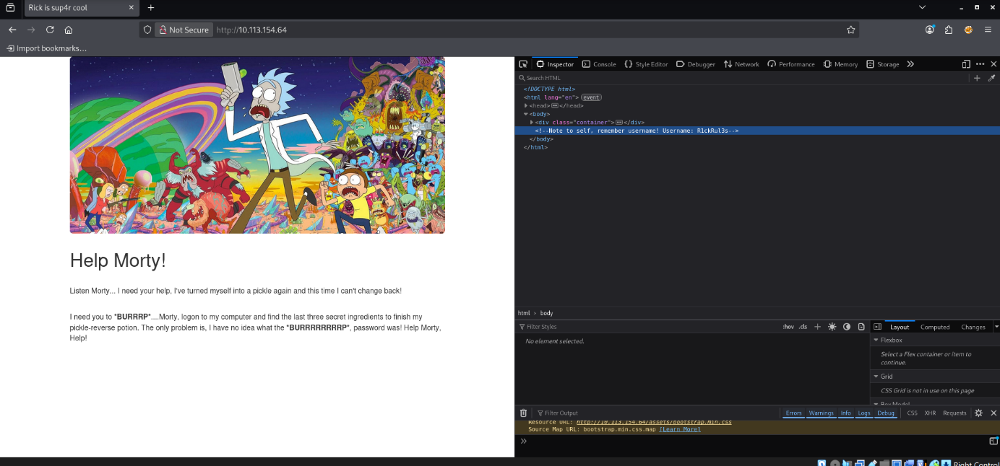 Rick is sup4r cool
Not Secure http://10.113.154.64
Import bookmarks…
Inspector Console Style Editor Debugger Network Performance Memory Storage
Search HTML
<!DOCTYPE html>
<html lang="en"> event
<head> </head>
<body>
<div class="container"> </div>
<!--Note to self, remember username! Username: R1ckRul3s-->
</body>
</html>
Help Morty!
Listen Morty... I need your help, I've turned myself into a pickle again and this time I can't change back!
I need you to *BURRRP*....Morty, logon to my computer and find the last three secret ingredients to finish my
pickle-reverse potion. The only problem is, I have no idea what the *BURRRRRRRRP*, password was! Help Morty,
Help!
html > body
Filter Styles :hov .cls Layout Computed Changes
No element selected.
Flexbox
Select a Flex container or item to
continue.
Grid
CSS Grid is not in use on this page
Box Model
Filter Output Errors Warnings Info Logs Debug CSS XHR Requests
Resource URL: http://10.113.154.64/assets/bootstrap.min.css
Source Map URL: bootstrap.min.css.map [Learn More]
Right Control